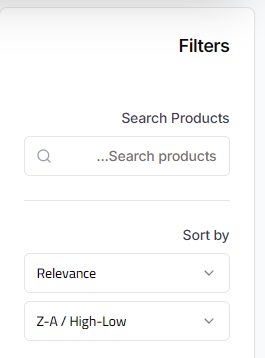 Filters
Search Products
...Search products
Sort by
Relevance
Z-A / High-Low